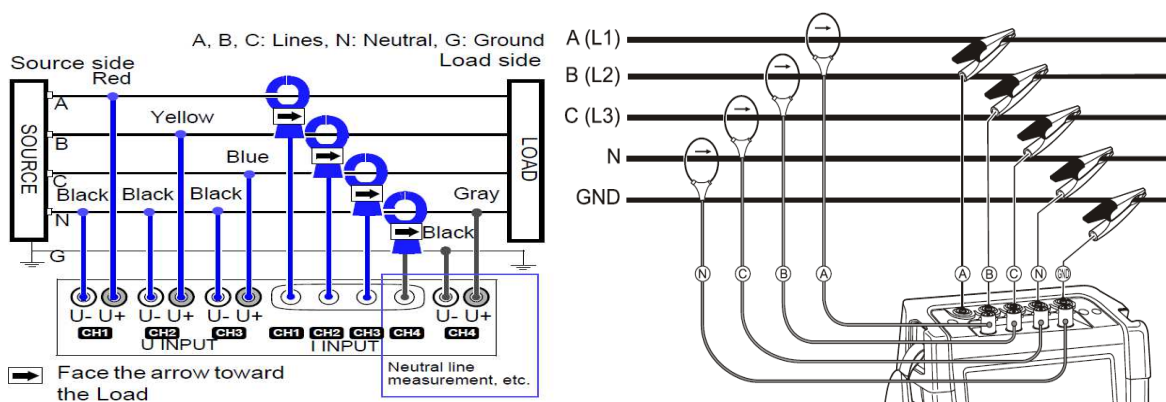 A, B, C: Lines, N: Neutral, G: Ground
Source side
Load side
Red
A
Yellow
B
Blue
C
Black Black Black
Gray
N
Black
G
SOURCE
LOAD
U- U+ U- U+ U- U+
U- U+
CH1 CH2 CH3 CH1 CH2 CH3 CH4 CH4
U INPUT
I INPUT
Neutral line
measurement, etc.
Face the arrow toward
the Load
A (L1)
B (L2)
C (L3)
N
GND
N C B A A B C N GND